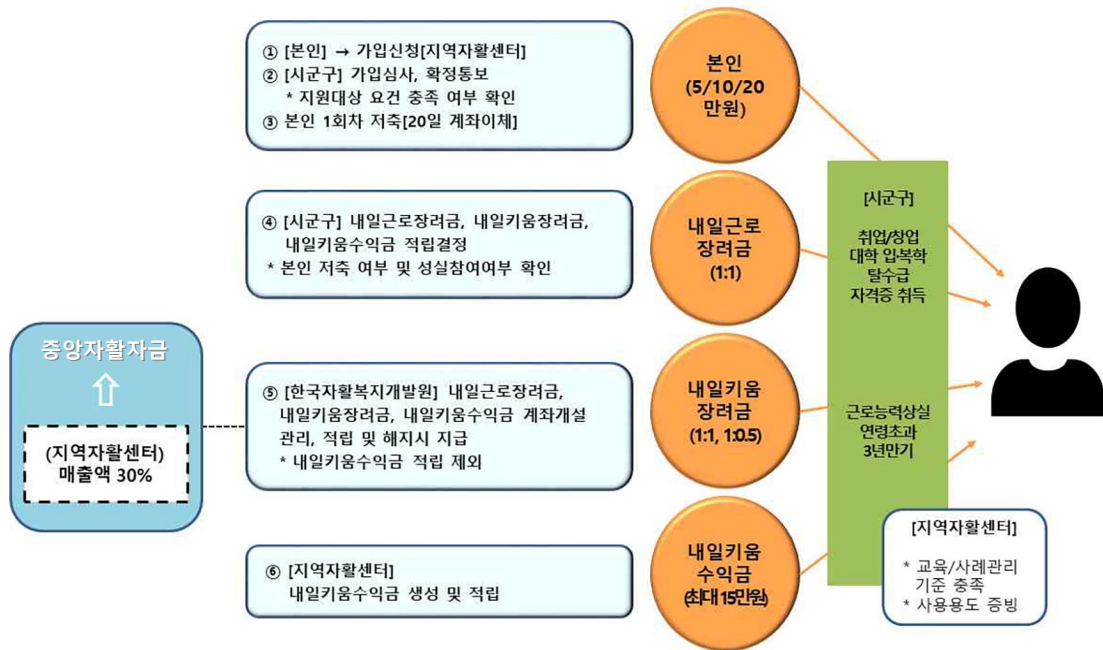 ① [본인] → 가입신청[지역자활센터]
② [시군구] 가입심사, 확정통보
* 지원대상 요건 충족 여부 확인
③ 본인 1회차 저축[20일 계좌이체]
본인
(5/10/20
만원)
④ [시군구] 내일근로장려금, 내일키움장려금,
내일키움수익금 적립결정
* 본인 저축 여부 및 성실참여여부 확인
내일근로
장려금
(1:1)
중앙자활자금
(지역자활센터)
매출액 30%
⑤ [한국자활복지개발원] 내일근로장려금,
내일키움장려금, 내일키움수익금 계좌개설
관리, 적립 및 해지시 지급
* 내일키움수익금 적립 제외
내일키움
장려금
(1:1, 1:0.5)
⑥ [지역자활센터]
내일키움수익금 생성 및 적립
내일키움
수익금
(최대 15만원)
[시군구]
취업/창업
대학 입·복학
탈수급
자격증 취득
근로능력상실
연령초과
3년만기
[지역자활센터]
* 교육/사례관리
기준 충족
* 사용용도 증빙